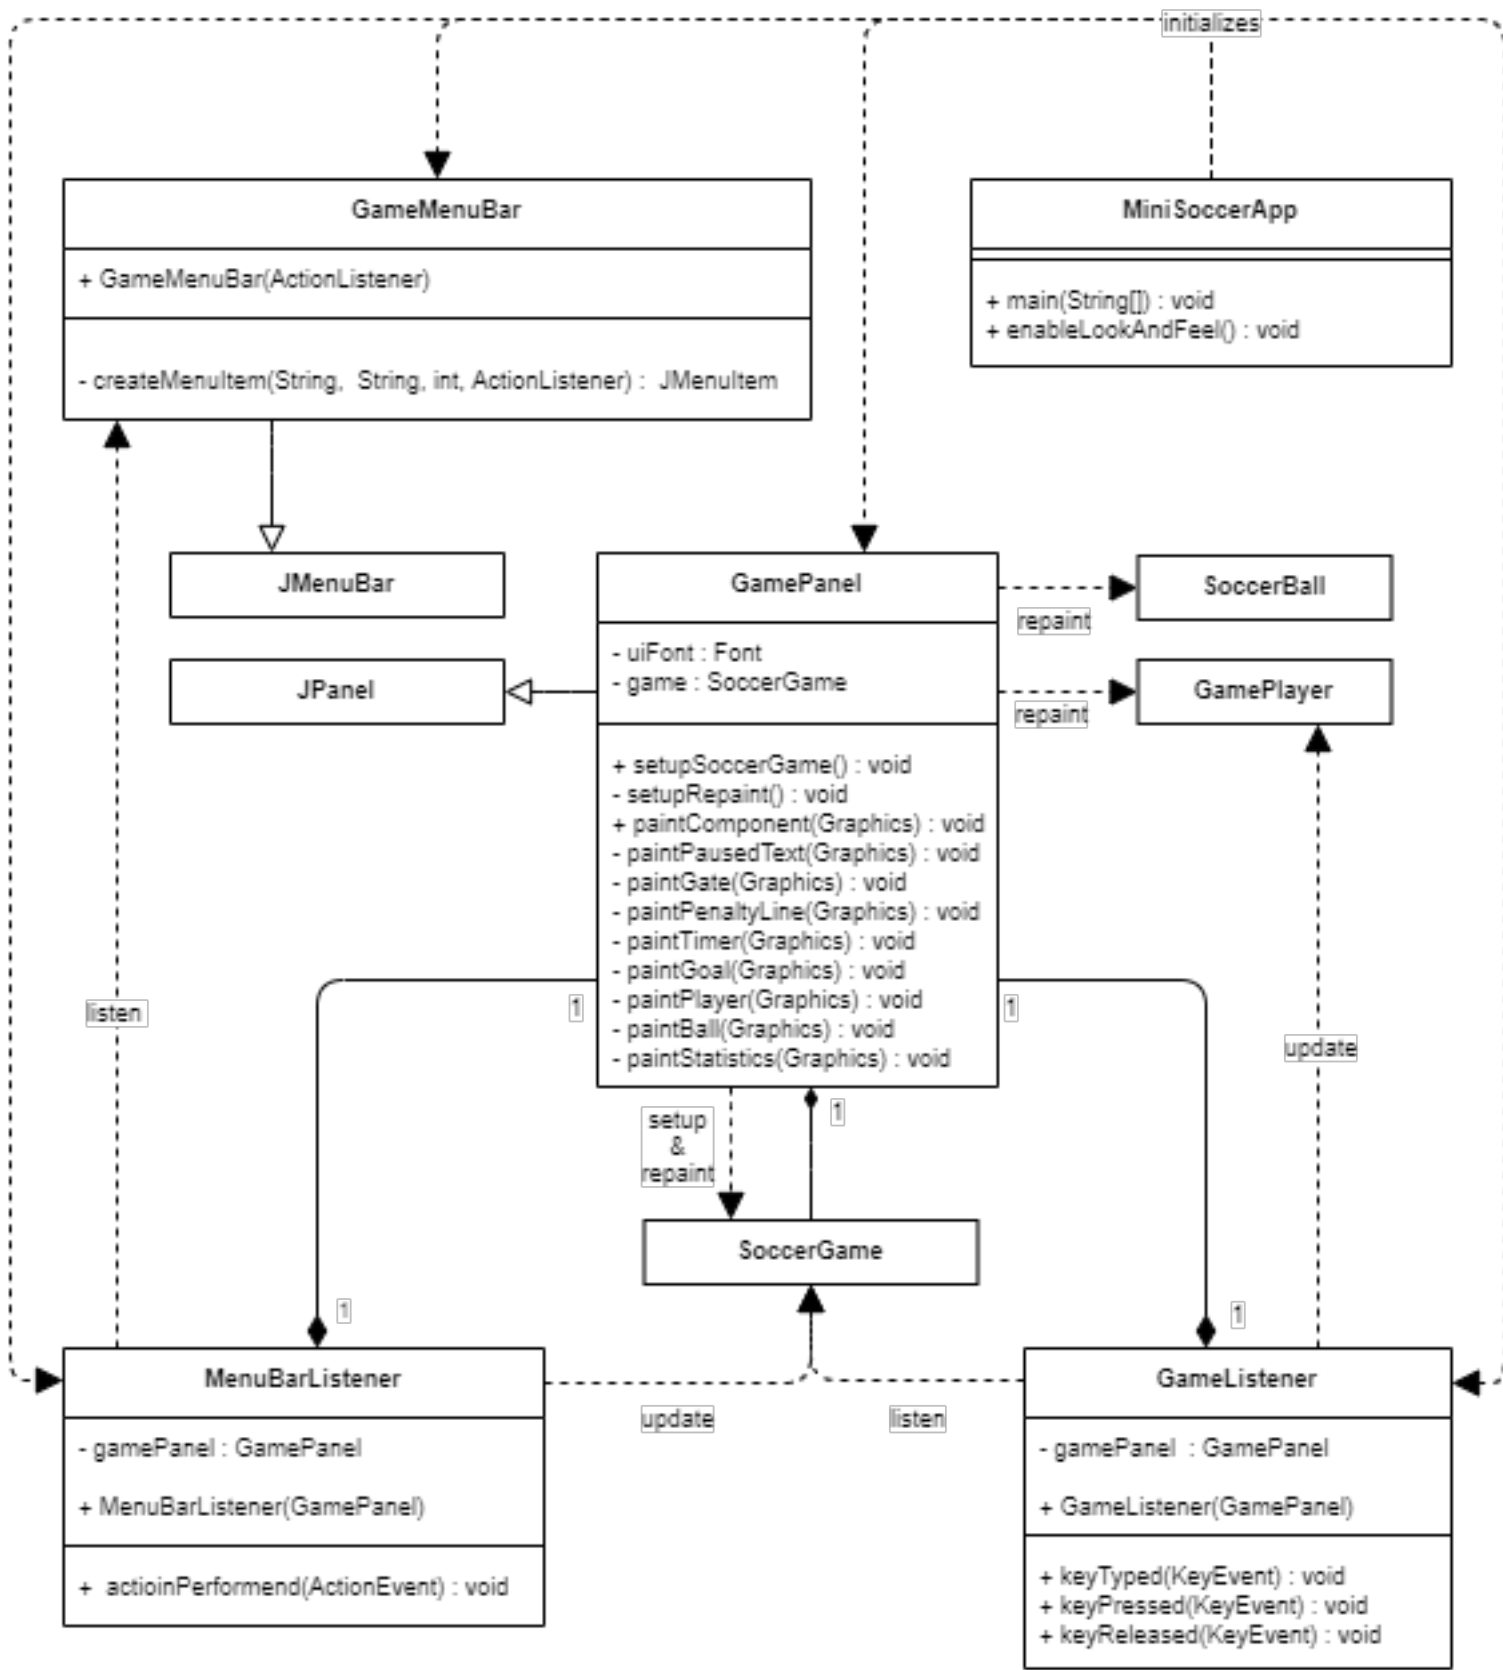 initializes
GameMenuBar
+ GameMenuBar(ActionListener)
- createMenuItem(String, String, int, ActionListener) : JMenuItem
MiniSoccerApp
+ main(String[]) : void
+ enableLookAndFeel() : void
JMenuBar
JPanel
GamePanel
- uiFont : Font
- game : SoccerGame
+ setupSoccerGame() : void
- setupRepaint() : void
+ paintComponent(Graphics) : void
- paintPausedText(Graphics) : void
- paintGate(Graphics) : void
- paintPenaltyLine(Graphics) : void
- paintTimer(Graphics) : void
- paintGoal(Graphics) : void
- paintPlayer(Graphics) : void
- paintBall(Graphics) : void
- paintStatistics(Graphics) : void
repaint
SoccerBall
repaint
GamePlayer
listen
1
1
update
setup
&
repaint
1
SoccerGame
1
1
MenuBarListener
- gamePanel : GamePanel
+ MenuBarListener(GamePanel)
+ actioinPerformend(ActionEvent) : void
update
listen
GameListener
- gamePanel : GamePanel
+ GameListener(GamePanel)
+ keyTyped(KeyEvent) : void
+ keyPressed(KeyEvent) : void
+ keyReleased(KeyEvent) : void